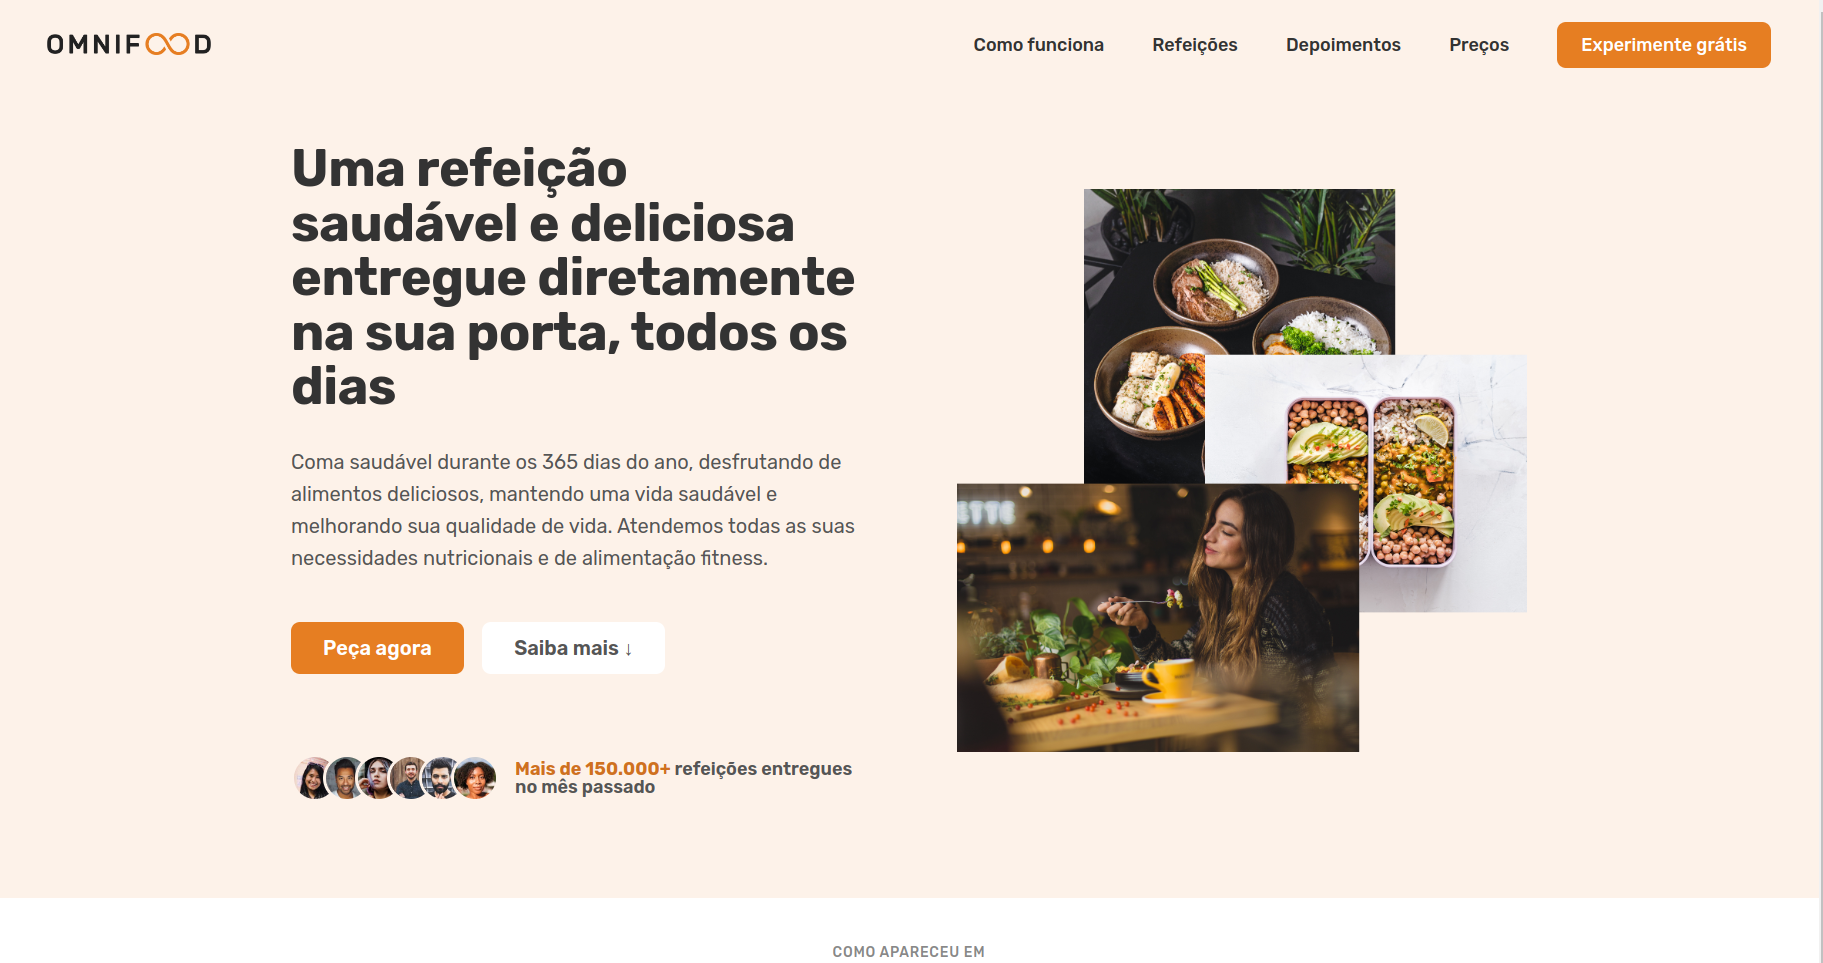 OMNIFOOD
Como funciona
Refeições
Depoimentos
Preços
Experimente grátis
Uma refeição
saudável e deliciosa
entregue diretamente
na sua porta, todos os
dias
Coma saudável durante os 365 dias do ano, desfrutando de
alimentos deliciosos, mantendo uma vida saudável e
melhorando sua qualidade de vida. Atendemos todas as suas
necessidades nutricionais e de alimentação fitness.
Peça agora
Saiba mais ↓
Mais de 150.000+ refeições entregues
no mês passado
COMO APARECEU EM